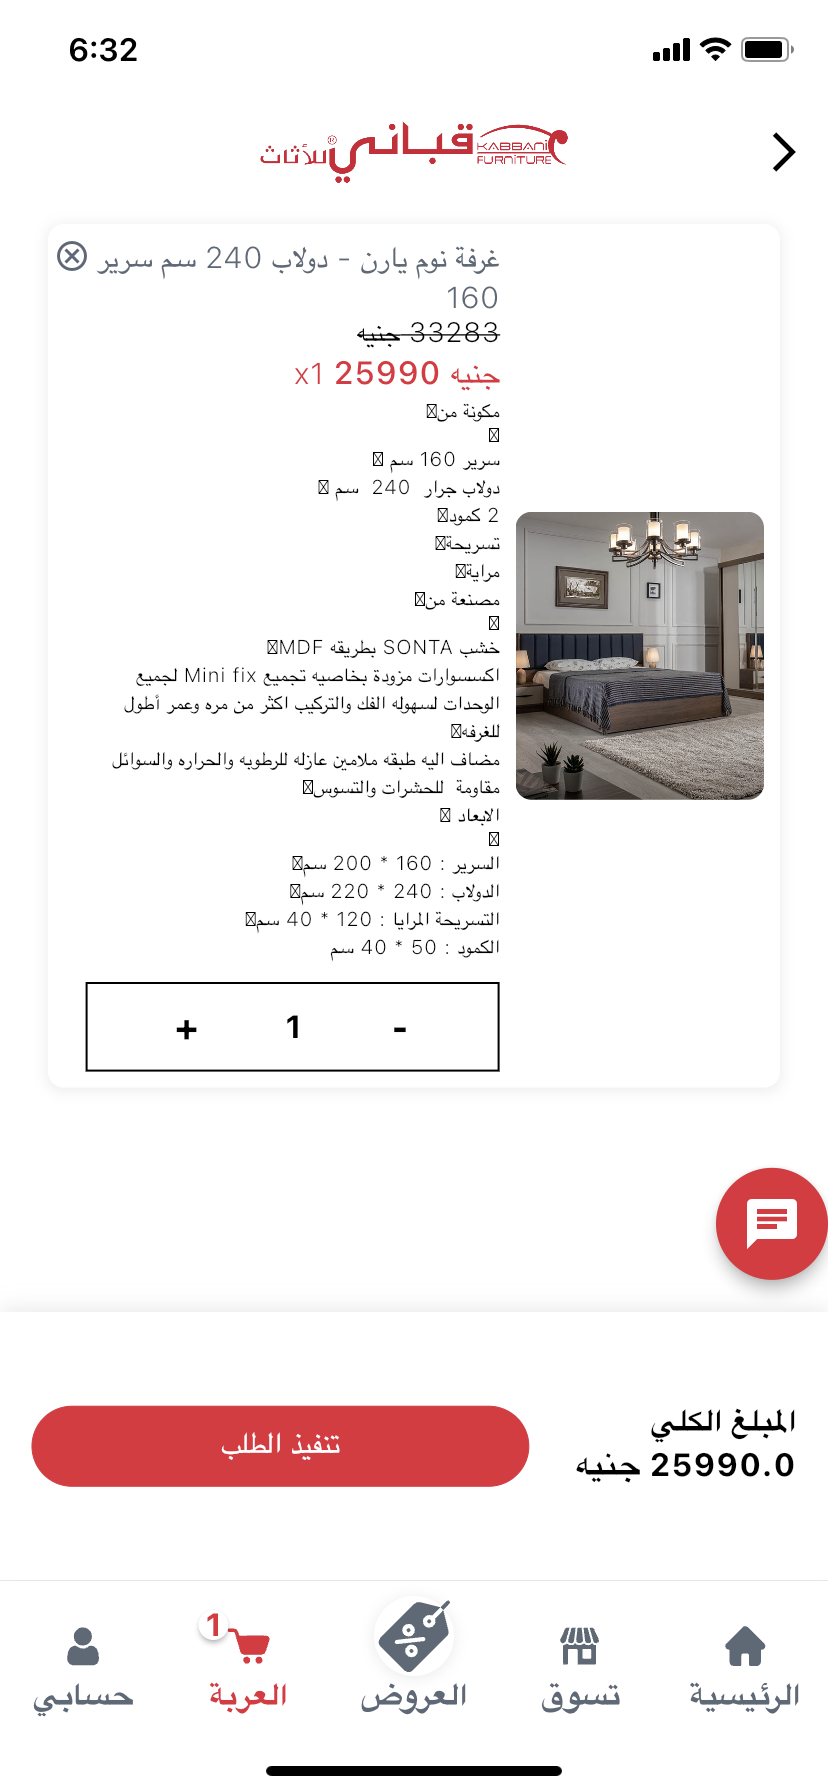 6:32
قباني للأثاث ®
KABBANI
FURNITURE
غرفة نوم يارن - دولاب 240 سم سرير
160
33283 جنيه
جنيه 25990 x1
مكونة من
سرير 160 سم
دولاب جرار 240 سم
2 كمود
تسريحة
مراية
مصنعة من
خشب SONTA بطريقه MDF
اكسسوارات مزودة بخاصيه تجميع Mini fix لجميع
الوحدات لسهوله الفك والتركيب اكثر من مره وعمر أطول
للغرفه
مضاف اليه طبقه ملامين عازله للرطوبه والحراره والسوائل
مقاومة للحشرات والتسوس
الابعاد
السرير : 160 * 200 سم
الدولاب : 240 * 220 سم
التسريحة المرايا : 120 * 40 سم
الكمود : 50 * 40 سم
- 1 +
المبلغ الكلي
25990.0 جنيه
تنفيذ الطلب
الرئيسية
تسوق
العروض
1
العربة
حسابي